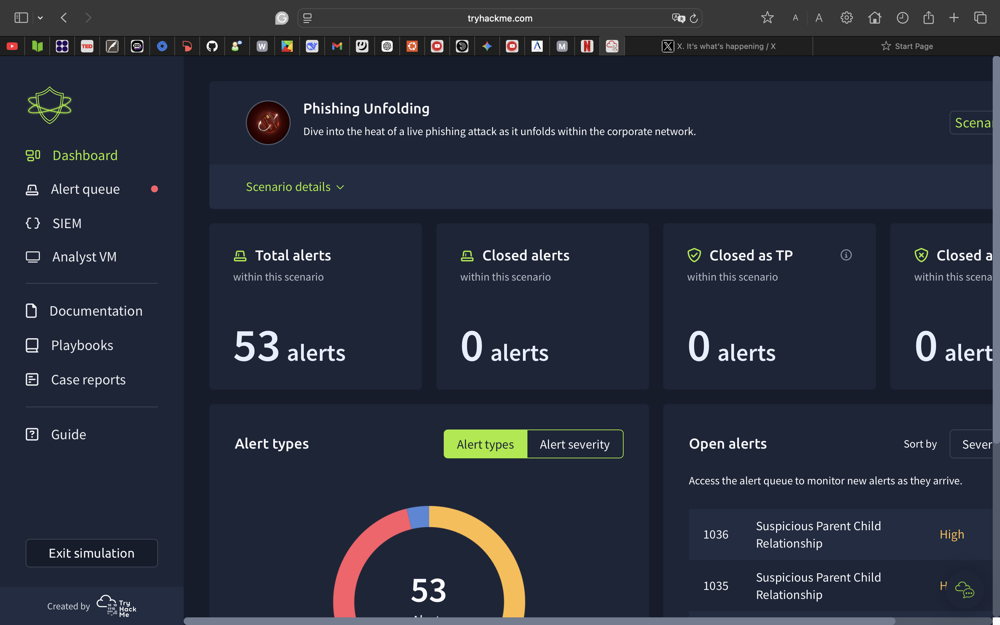 tryhackme.com
A
A
TED
W
M
N
X. It's what's happening / X
Start Page
Phishing Unfolding
Dive into the heat of a live phishing attack as it unfolds within the corporate network.
Scenar
Scenario details
Dashboard
Alert queue
SIEM
Analyst VM
Documentation
Playbooks
Case reports
Guide
Exit simulation
Created by
Try
Hack
Me
Total alerts
within this scenario
53 alerts
Closed alerts
within this scenario
0 alerts
Closed as TP
within this scenario
0 alerts
Closed a
within this scena
0 alert
Alert types
Alert types
Alert severity
53
Open alerts
Sort by
Sever
Access the alert queue to monitor new alerts as they arrive.
1036
Suspicious Parent Child
Relationship
High
1035
Suspicious Parent Child
Relationship
H